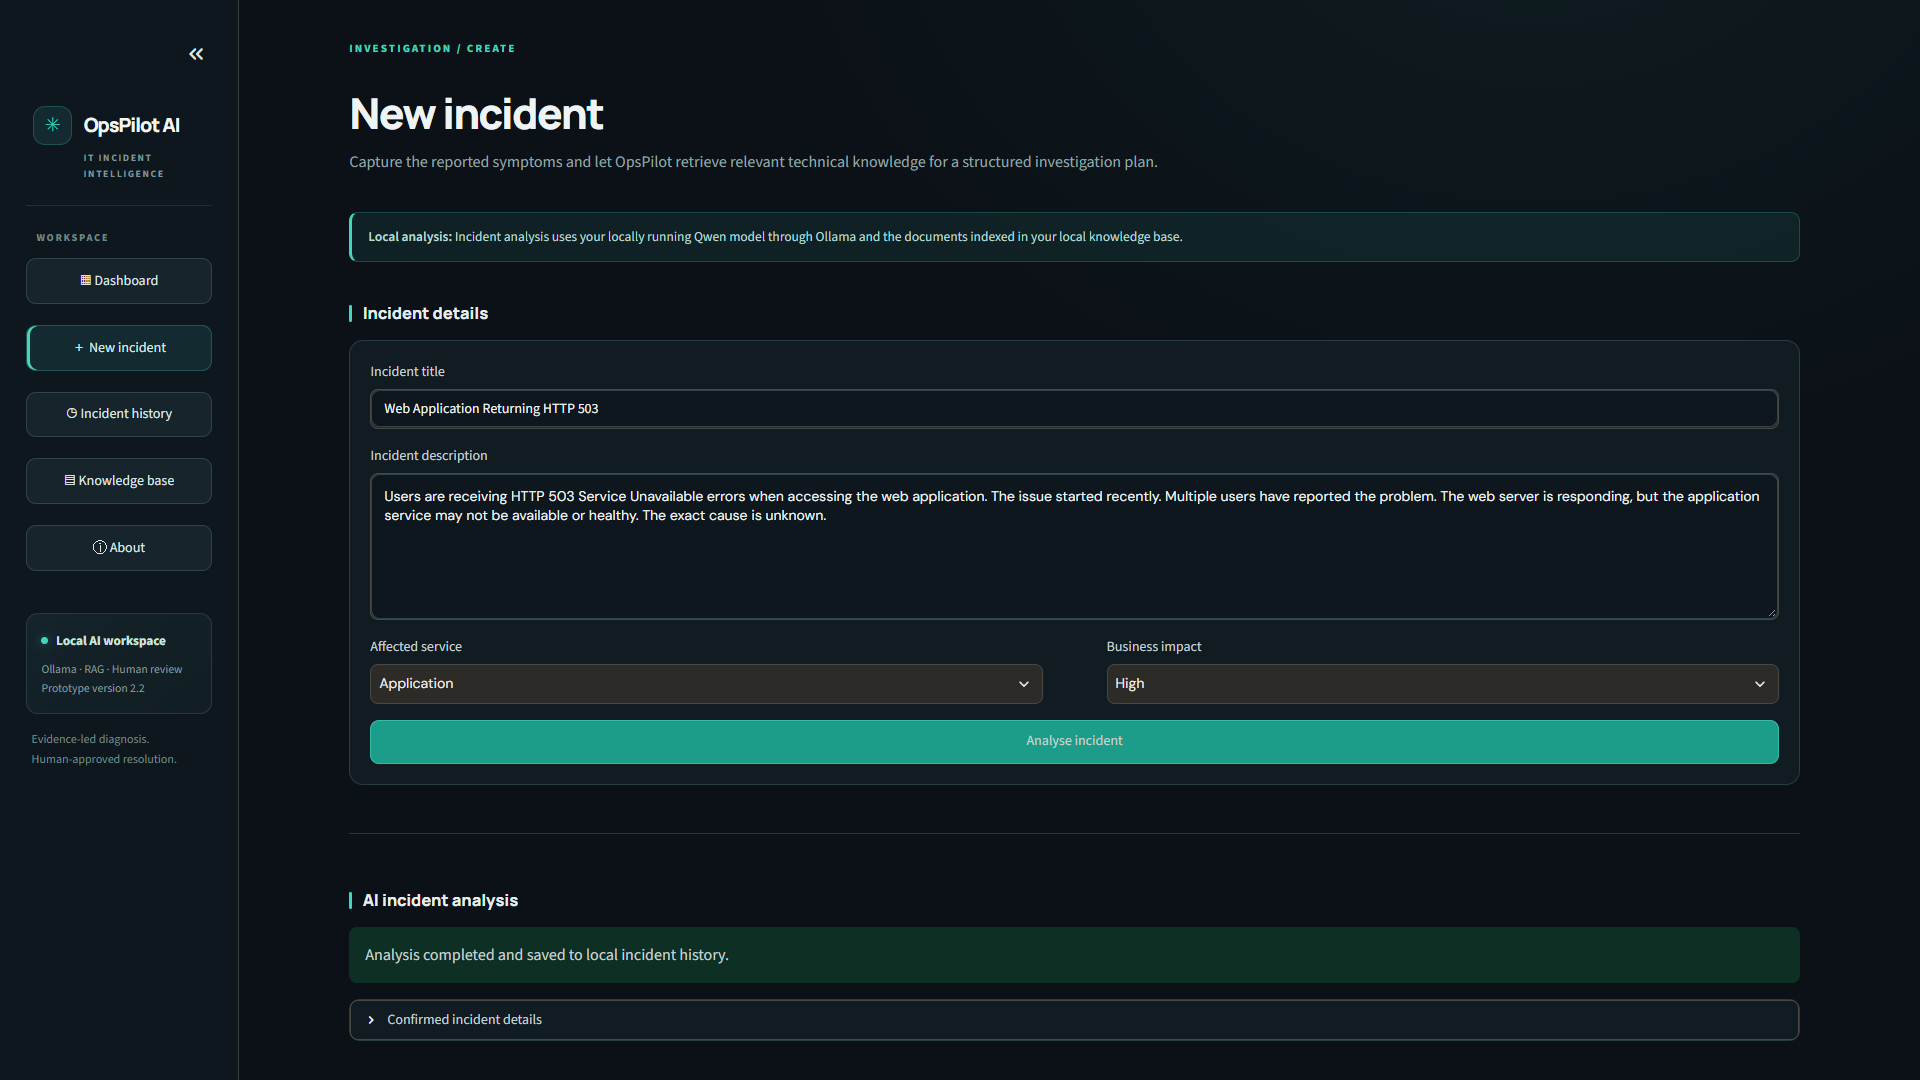 OpsPilot AI
IT INCIDENT
INTELLIGENCE
WORKSPACE
Dashboard
+ New incident
Incident history
Knowledge base
About
Local AI workspace
Ollama · RAG · Human review
Prototype version 2.2
Evidence-led diagnosis.
Human-approved resolution.
INVESTIGATION / CREATE
New incident
Capture the reported symptoms and let OpsPilot retrieve relevant technical knowledge for a structured investigation plan.
Local analysis: Incident analysis uses your locally running Qwen model through Ollama and the documents indexed in your local knowledge base.
Incident details
Incident title
Web Application Returning HTTP 503
Incident description
Users are receiving HTTP 503 Service Unavailable errors when accessing the web application. The issue started recently. Multiple users have reported the problem. The web server is responding, but the application
service may not be available or healthy. The exact cause is unknown.
Affected service
Business impact
Application
High
Analyse incident
AI incident analysis
Analysis completed and saved to local incident history.
Confirmed incident details